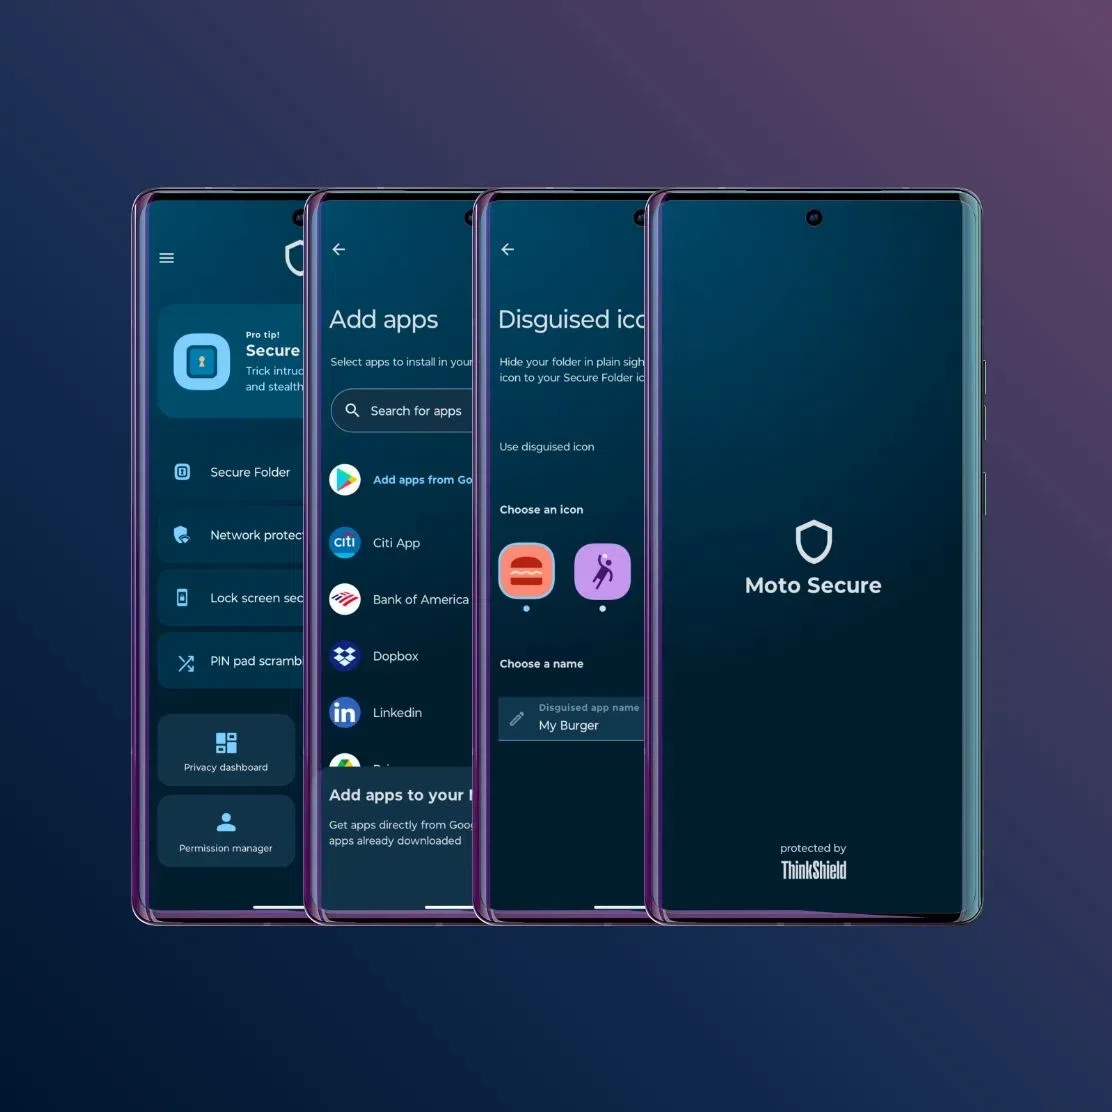 Pro tip!
Secure
Trick intruc
and stealth
Secure Folder
Network protec
Lock screen sec
PIN pad scramb
Privacy dashboard
Permission manager
Add apps
Select apps to install in your
Search for apps
Add apps from Go
citi
Citi App
Bank of America
Dopbox
in
Linkedin
Add apps to your
Get apps directly from Goo
apps already downloaded
Disguised ico
Hide your folder in plain sigh
icon to your Secure Folder ic
Use disguised icon
Choose an icon
Choose a name
Disguised app name
My Burger
Moto Secure
protected by
ThinkShield